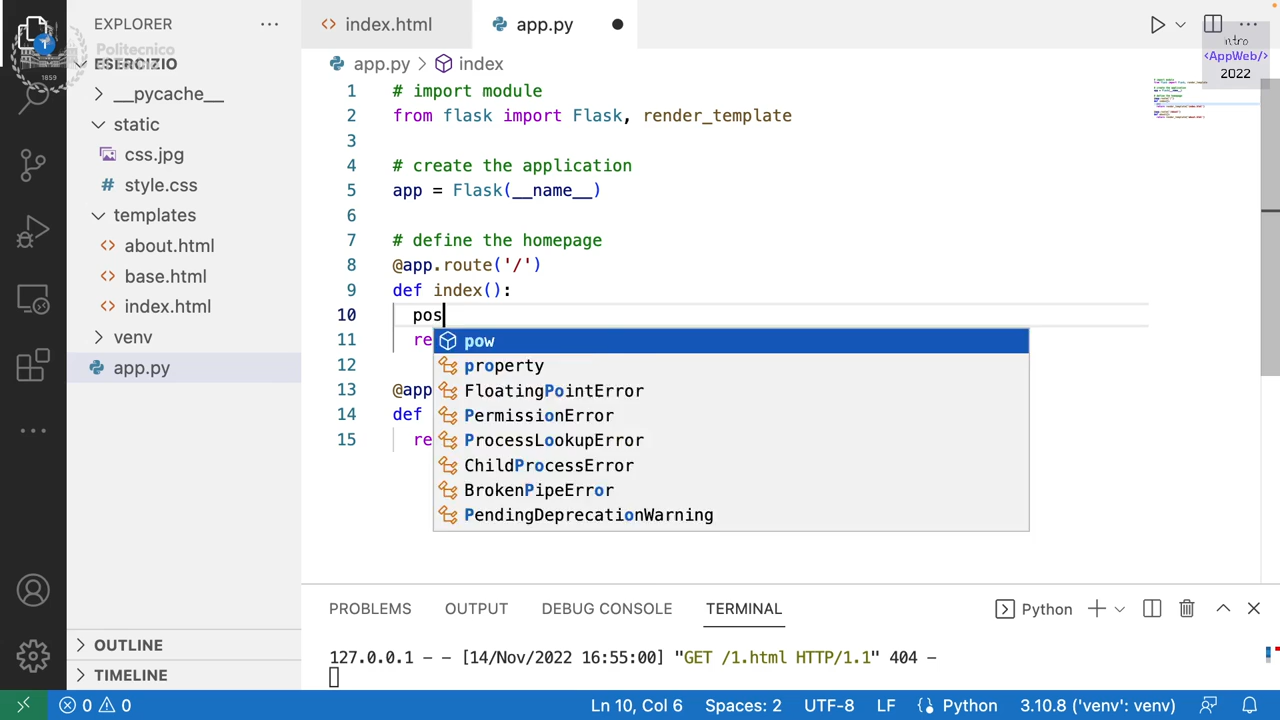 EXPLORER
index.html
app.py
Politecnico
1859
ESERCIZIO
__pycache__
static
css.jpg
style.css
templates
about.html
base.html
index.html
venv
app.py
OUTLINE
TIMELINE
app.py > index
ntro
<AppWeb/>
2022
1 # import module
2 from flask import Flask, render_template
3
4 # create the application
5 app = Flask(__name__)
6
7 # define the homepage
8 @app.route('/')
9 def index():
10 pos
11 re
12
13 @app
14 def
15 re
pow
property
FloatingPointError
PermissionError
ProcessLookupError
ChildProcessError
BrokenPipeError
PendingDeprecationWarning
PROBLEMS OUTPUT DEBUG CONSOLE TERMINAL Python
127.0.0.1 - - [14/Nov/2022 16:55:00] "GET /1.html HTTP/1.1" 404 -
0 0 Ln 10, Col 6 Spaces: 2 UTF-8 LF Python 3.10.8 ('venv': venv)